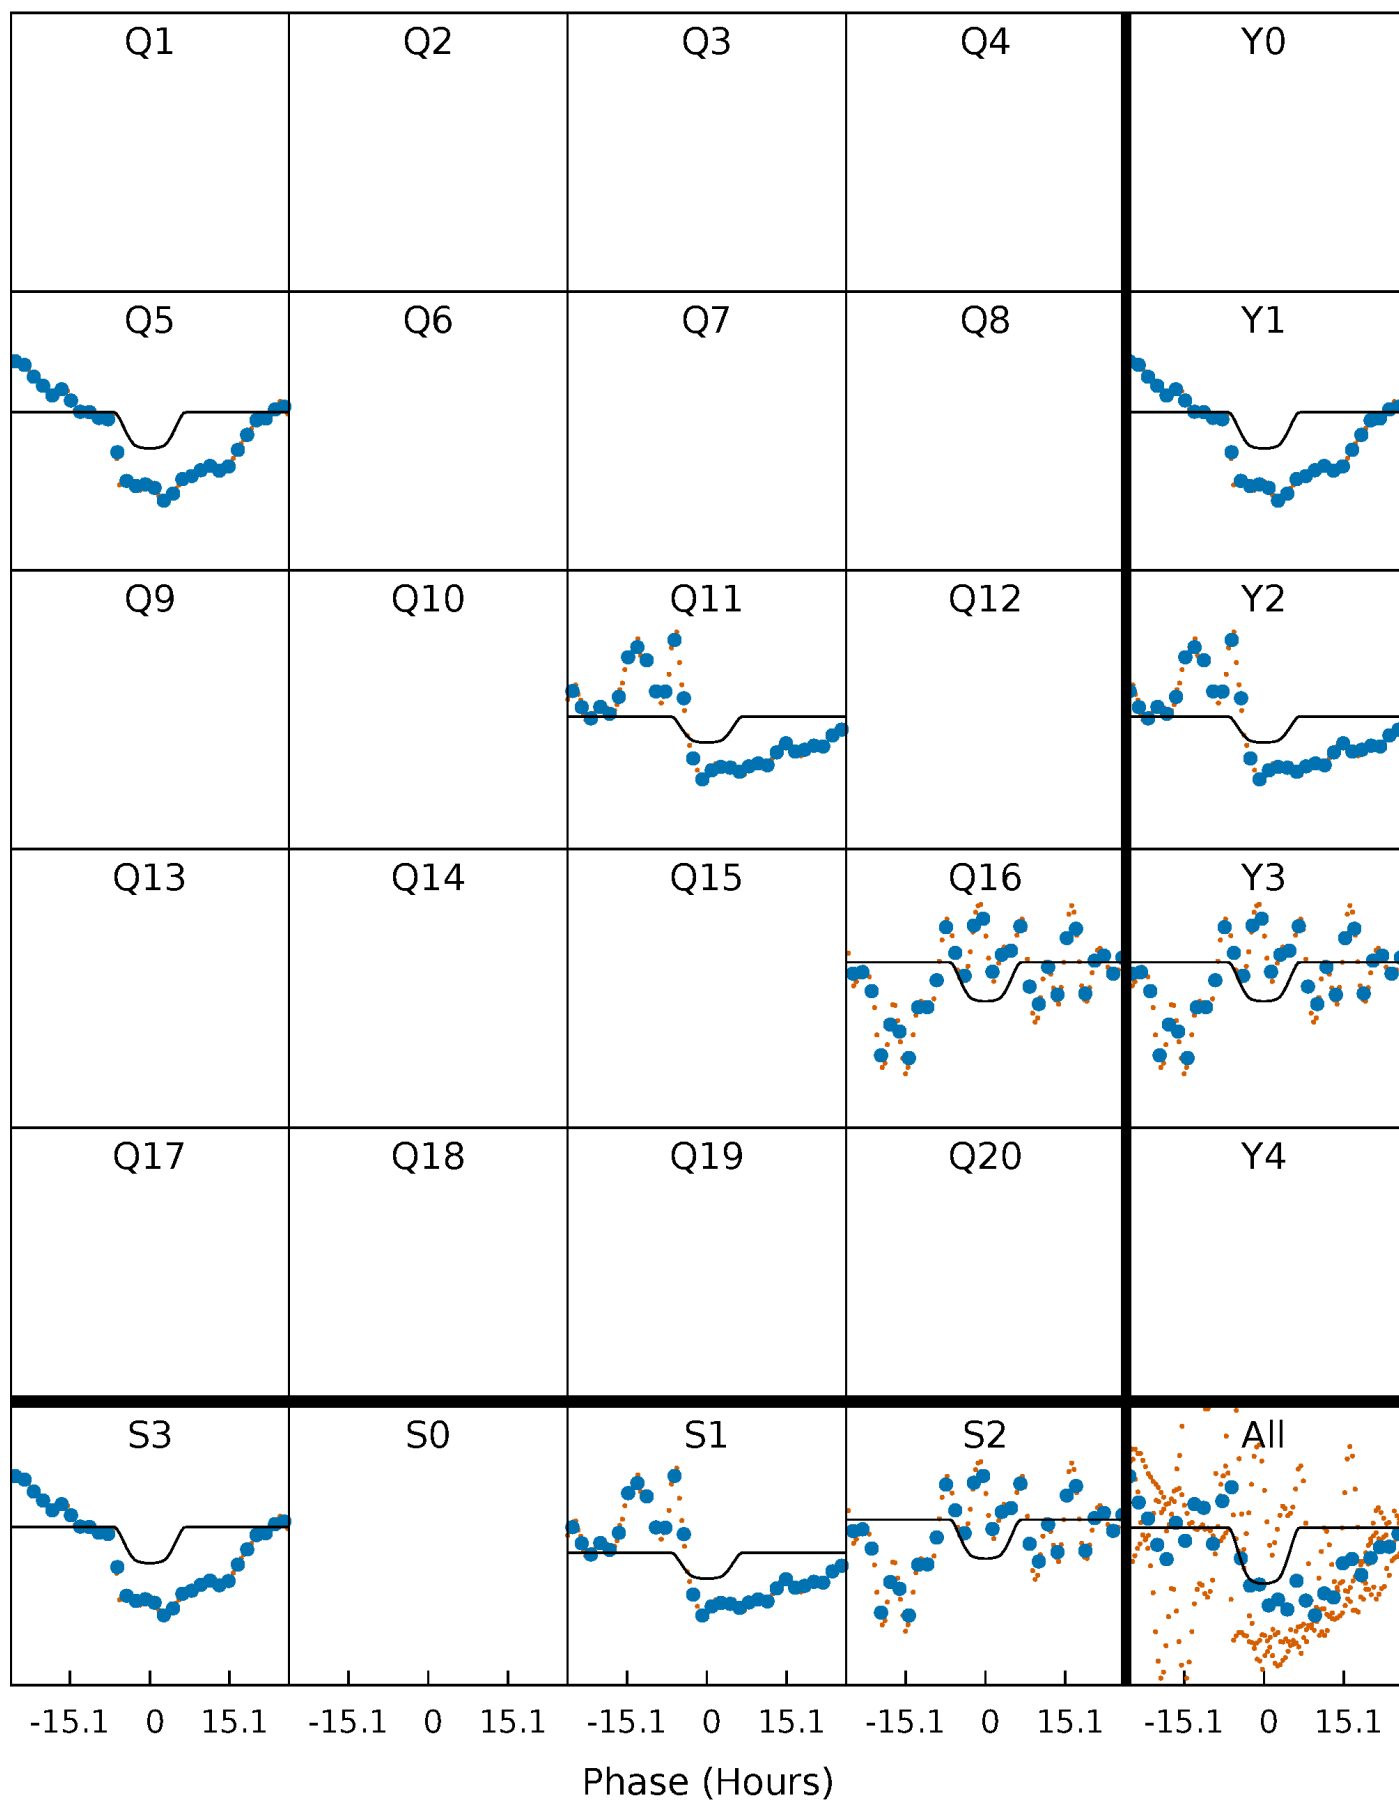 Q1 Q2 Q3 Q4 Y0
Q5 Q6 Q7 Q8 Y1
Q9 Q10 Q11 Q12 Y2
Q13 Q14 Q15 Q16 Y3
Q17 Q18 Q19 Q20 Y4
S3 S0 S1 S2 All
-15.1 0 15.1 -15.1 0 15.1 -15.1 0 15.1 -15.1 0 15.1 -15.1 0 15.1
Phase (Hours)